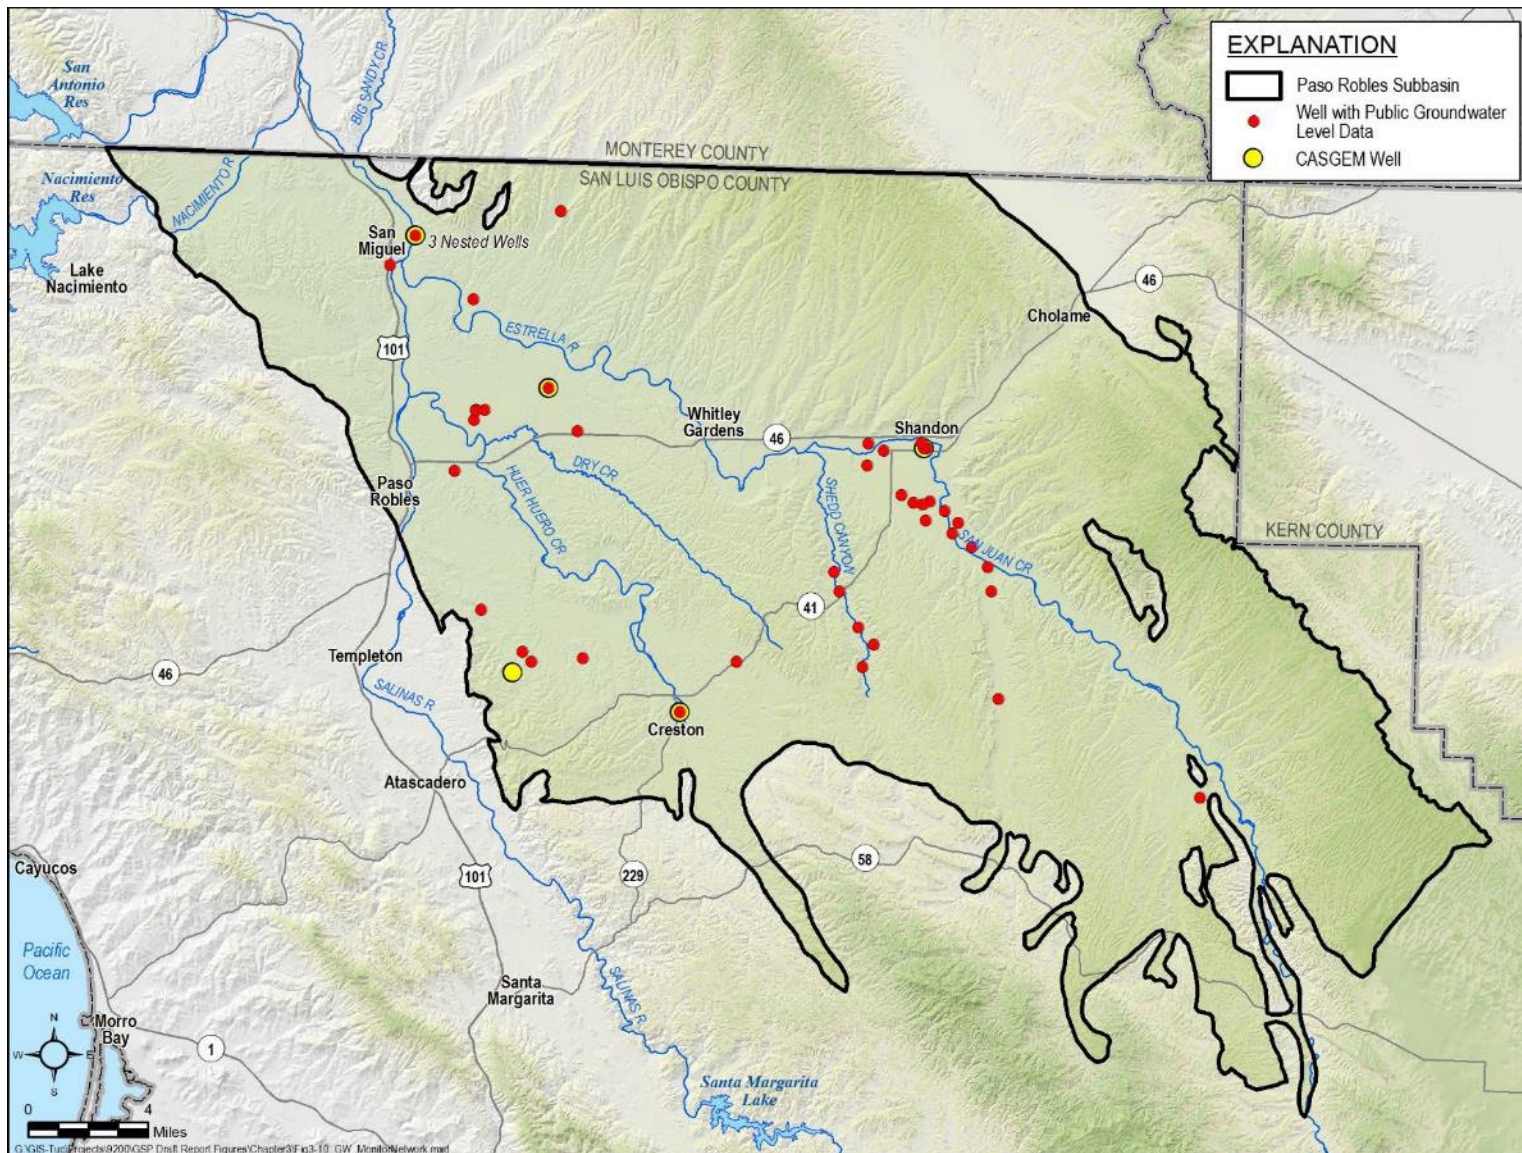 EXPLANATION
Paso Robles Subbasin
Well with Public Groundwater
Level Data
CASGEM Well
San
Antonio
Res
BIG SANDY CR
MONTEREY COUNTY
SAN LUIS OBISPO COUNTY
Nacimiento
Res
NACIMIENTO R
San
Miguel
3 Nested Wells
Lake
Nacimiento
46
Cholame
ESTRELLA R
101
Whitley
Gardens
Shandon
46
DRY CR
HUER HUERO CR
Paso
Robles
SHEDD CANYON
SAN JUAN CR
KERN COUNTY
41
Templeton
46
SALINAS R
Creston
Atascadero
58
229
101
Cayucos
Pacific
Ocean
Santa
Margarita
SALINAS R
Morro
Bay
1
N
W
E
S
Santa Margarita
Lake
0
4
Miles